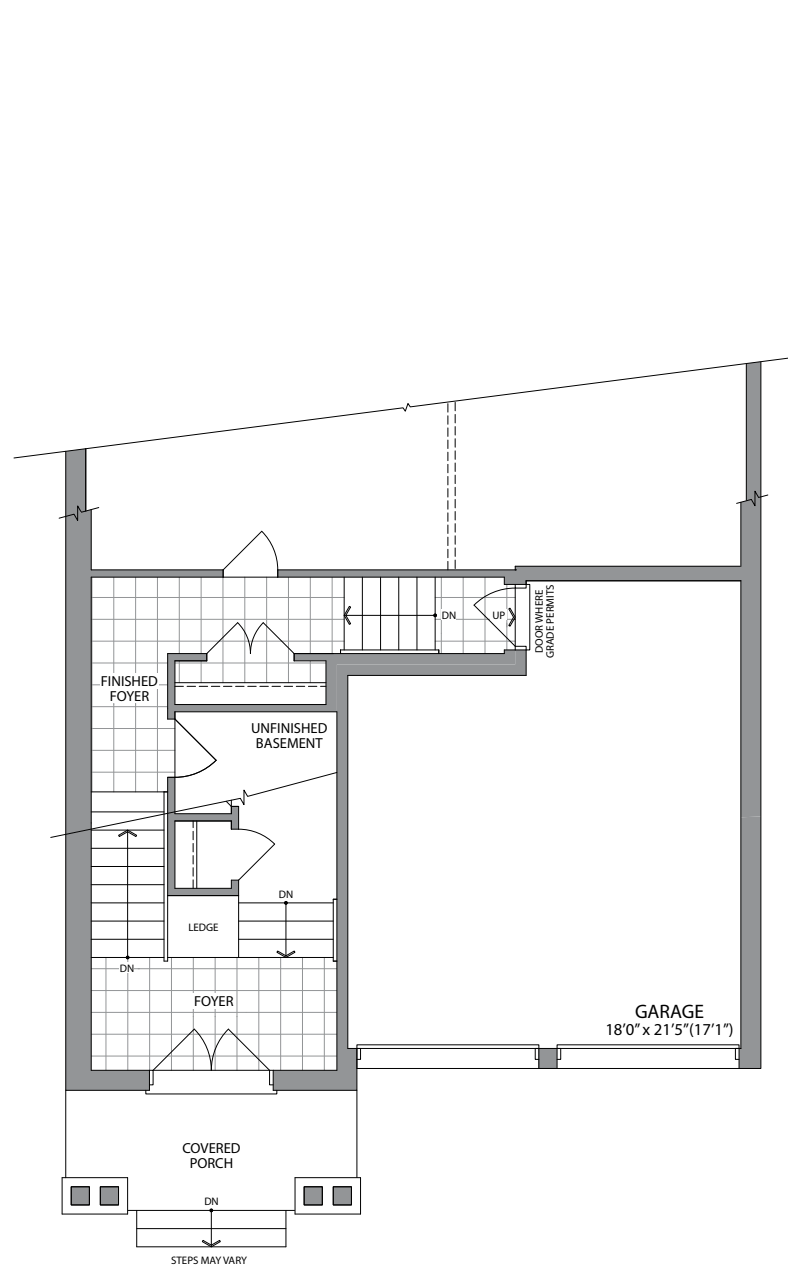 DN
UP
DOOR WHERE
GRADE PERMITS
FINISHED
FOYER
UNFINISHED
BASEMENT
DN
LEDGE
DN
FOYER
GARAGE
18'0" x 21'5"(17'1")
COVERED
PORCH
DN
STEPS MAY VARY